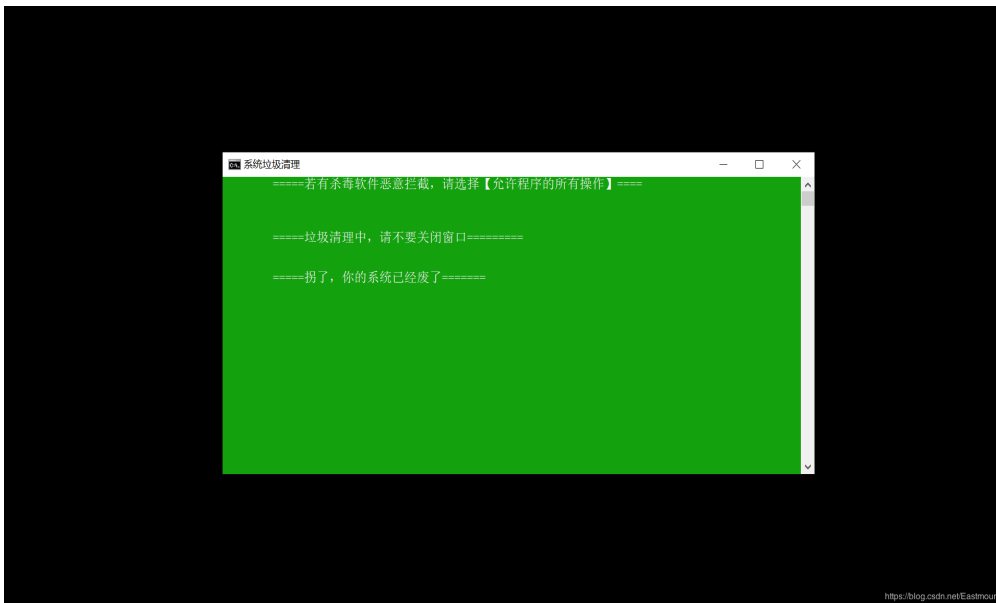 系统垃圾清理
=====若有杀毒软件恶意拦截，请选择【允许程序的所有操作】====
=====垃圾清理中，请不要关闭窗口=========
=====拐了，你的系统已经废了=======
https://blog.csdn.net/Eastmour